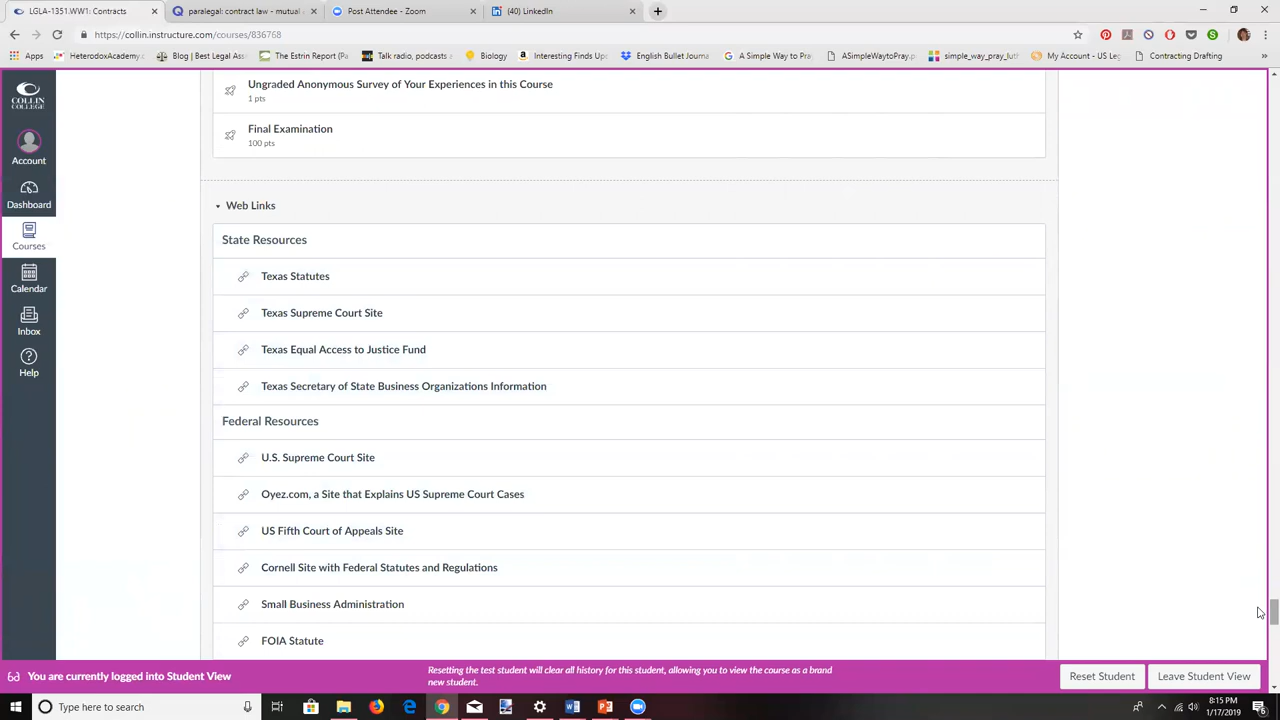 LGLA-1351.WW1: Contracts
paralegal: contract law - mutual
Post Attendee - Zoom
(40) LinkedIn
https://collin.instructure.com/courses/836768
Apps
HeterodoxAcademy
Blog | Best Legal Ass
The Estrin Report (Pa
Talk radio, podcasts
Biology
Interesting Finds Upd
English Bullet Journal
A Simple Way to Pray
ASimpleWaytoPray.p
simple_way_pray_luth
My Account - US Leg
Contracting Drafting
COLLIN COLLEGE
Account
Dashboard
Courses
Calendar
Inbox
Help
Ungraded Anonymous Survey of Your Experiences in this Course
1 pts
Final Examination
100 pts
Web Links
State Resources
Texas Statutes
Texas Supreme Court Site
Texas Equal Access to Justice Fund
Texas Secretary of State Business Organizations Information
Federal Resources
U.S. Supreme Court Site
Oyez.com, a Site that Explains US Supreme Court Cases
US Fifth Court of Appeals Site
Cornell Site with Federal Statutes and Regulations
Small Business Administration
FOIA Statute
You are currently logged into Student View
Resetting the test student will clear all history for this student, allowing you to view the course as a brand
new student.
Reset Student
Leave Student View
Type here to search
8:15 PM
1/17/2019